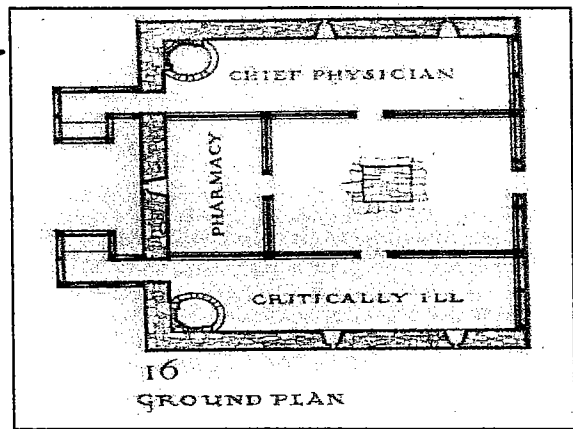 CHIEF PHYSICIAN
PHARMACY
CRITICALLY ILL
16
GROUND PLAN